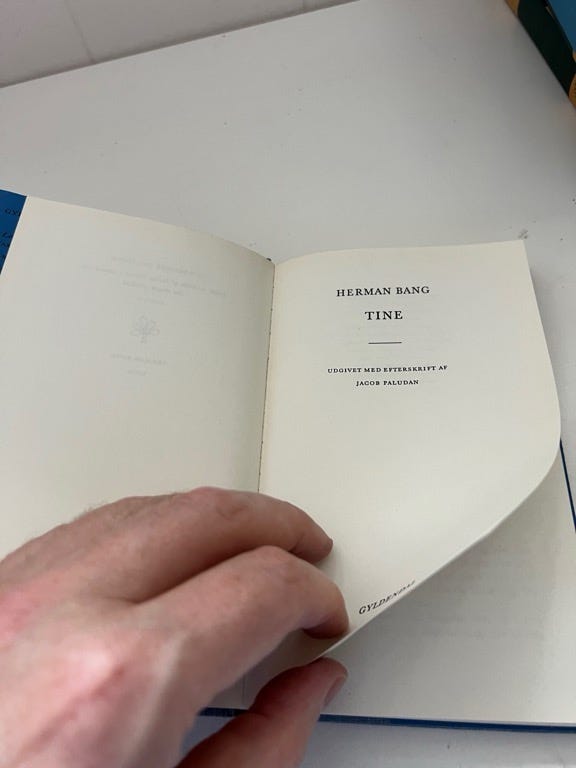 HERMAN BANG
TINE
UDGIVET MED EFTERSKRIFT AF
JACOB PALUDAN
GYLDENDAL